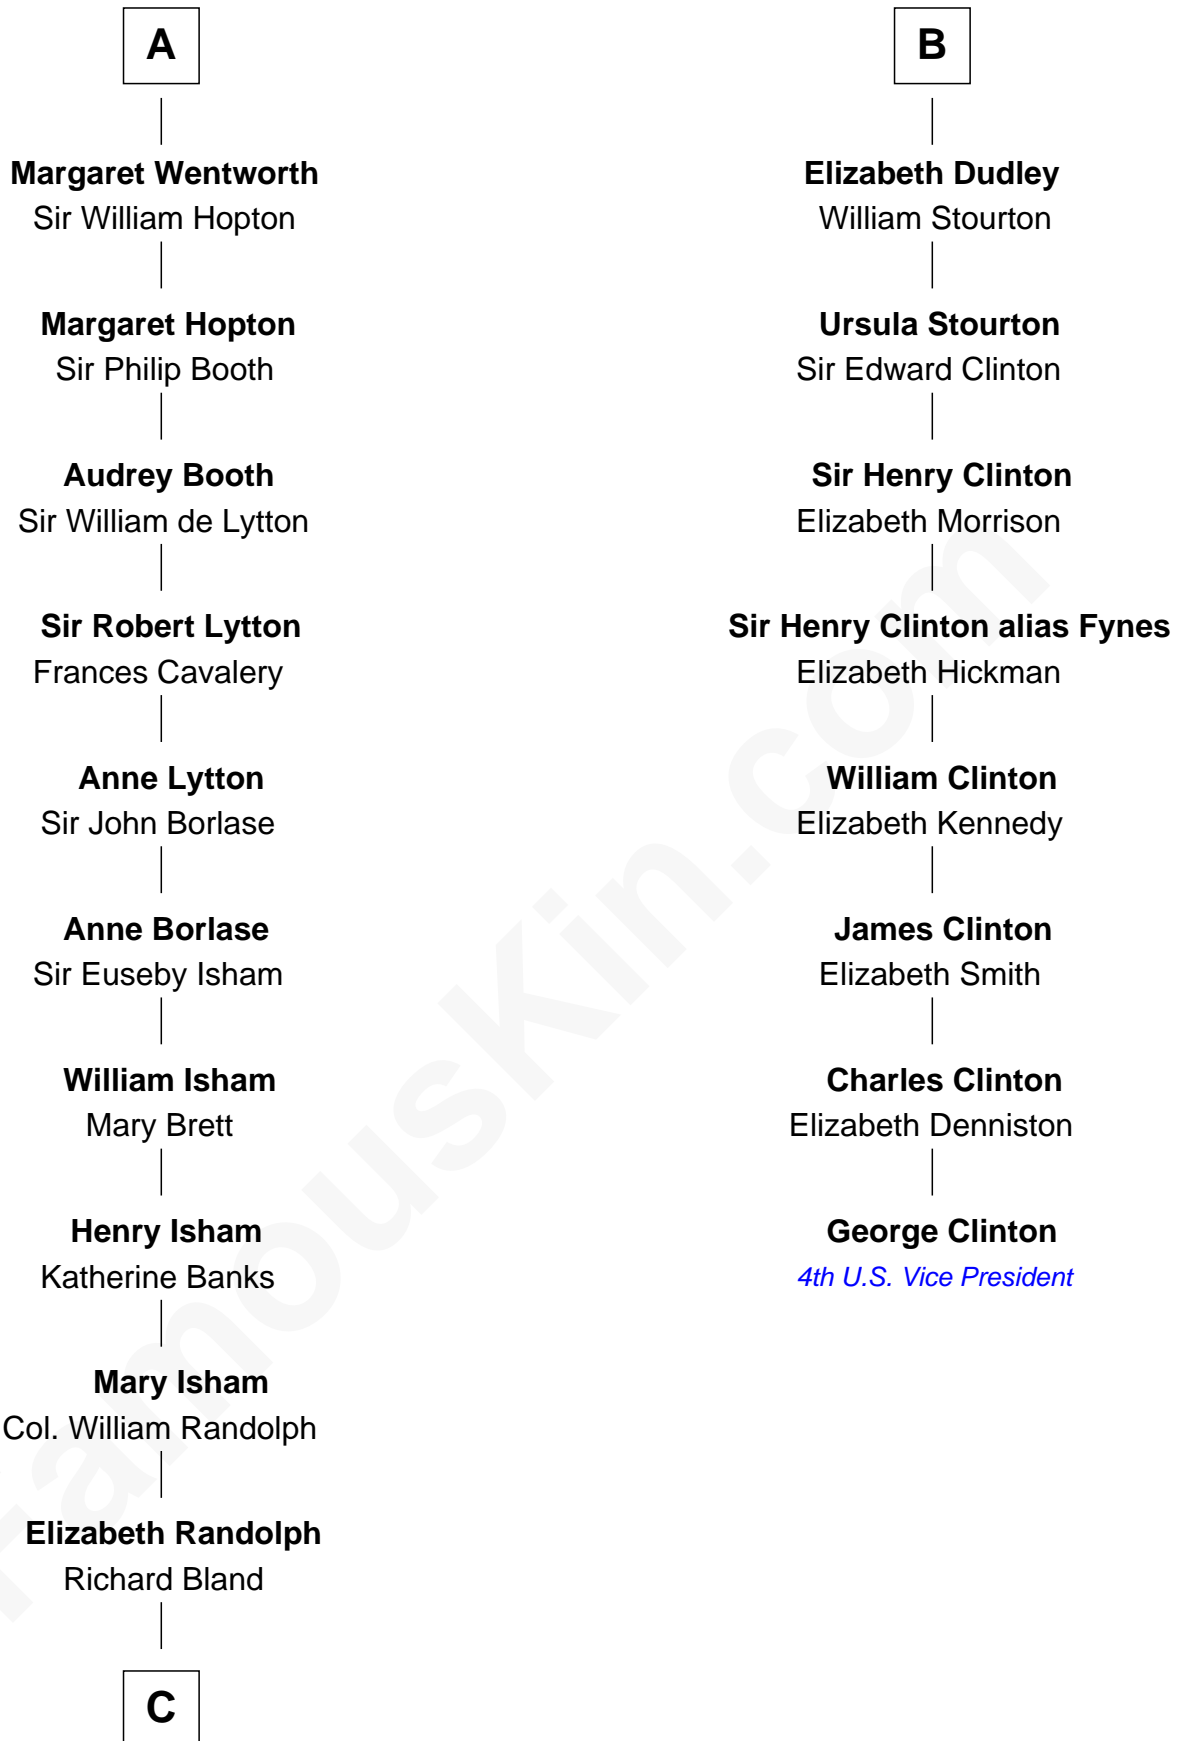 A
Margaret Wentworth
Sir William Hopton
Margaret Hopton
Sir Philip Booth
Audrey Booth
Sir William de Lytton
Sir Robert Lytton
Frances Cavalery
Anne Lytton
Sir John Borlase
Anne Borlase
Sir Euseby Isham
William Isham
Mary Brett
Henry Isham
Katherine Banks
Mary Isham
Col. William Randolph
Elizabeth Randolph
Richard Bland
C
B
Elizabeth Dudley
William Stourton
Ursula Stourton
Sir Edward Clinton
Sir Henry Clinton
Elizabeth Morrison
Sir Henry Clinton alias Fynes
Elizabeth Hickman
William Clinton
Elizabeth Kennedy
James Clinton
Elizabeth Smith
Charles Clinton
Elizabeth Denniston
George Clinton
4th U.S. Vice President
FamousKin.com